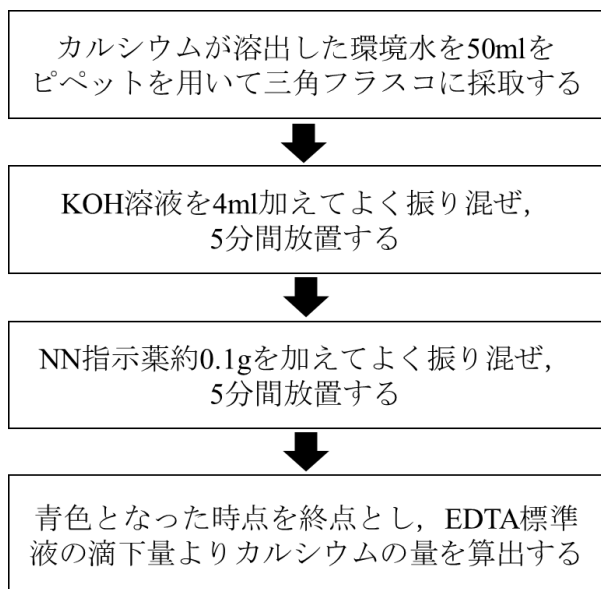 カルシウムが溶出した環境水を50mlを
ピペットを用いて三角フラスコに採取する
KOH溶液を4ml加えてよく振り混ぜ,
5分間放置する
NN指示薬約0.1gを加えてよく振り混ぜ,
5分間放置する
青色となった時点を終点とし，EDTA標準
液の滴下量よりカルシウムの量を算出する